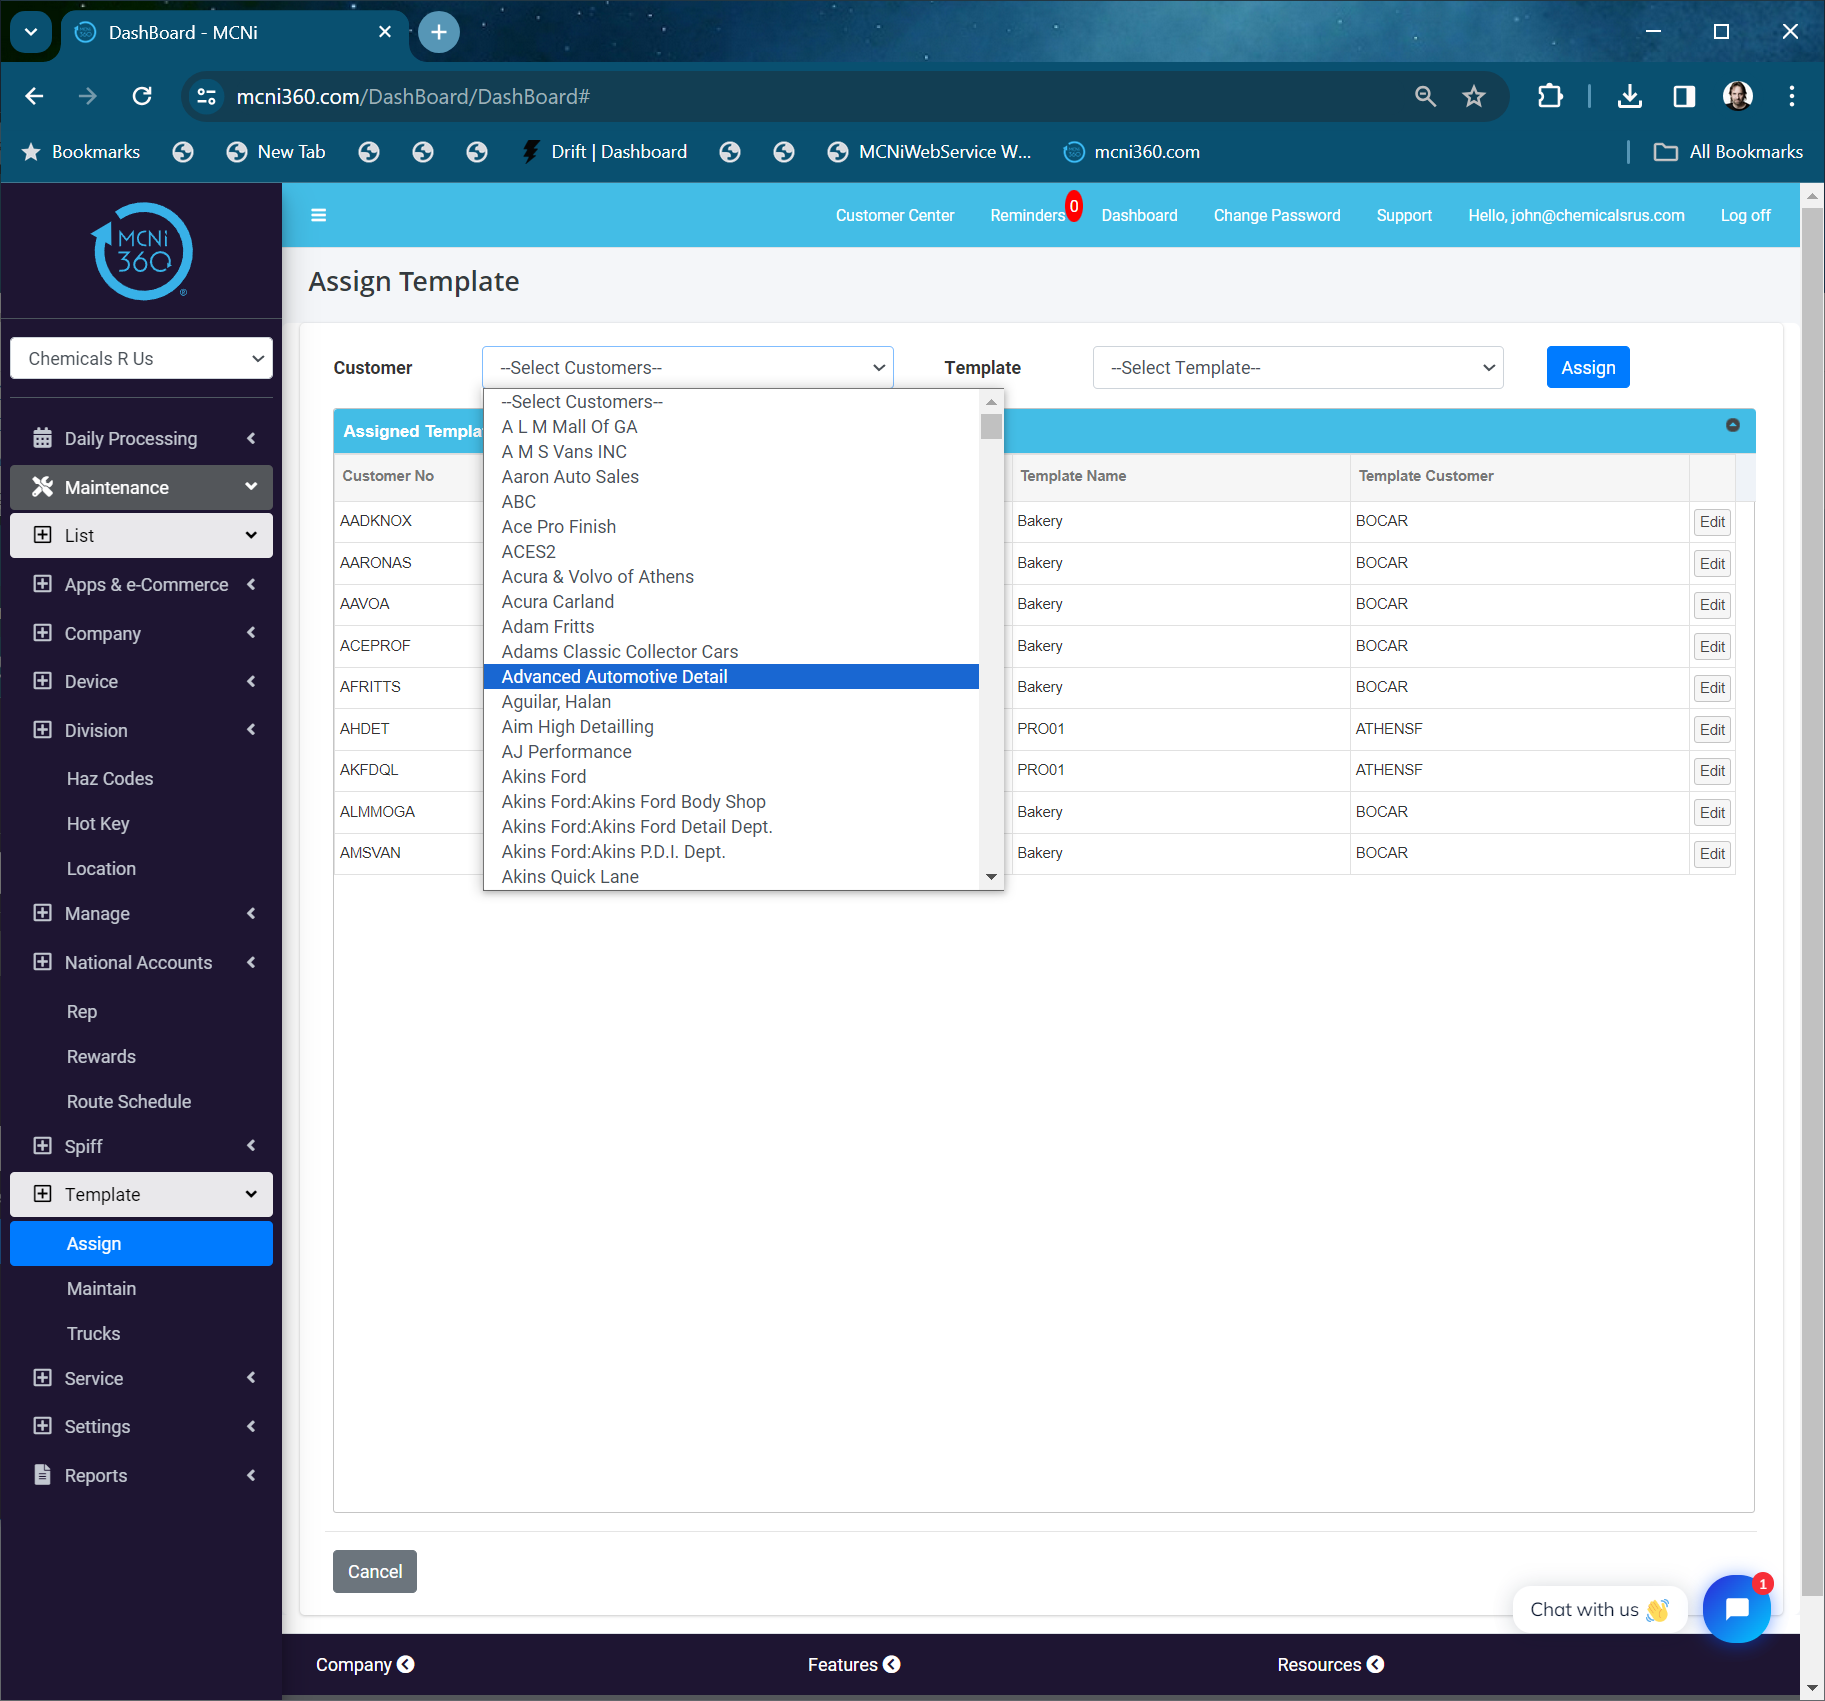 DashBoard - MCNi
mcni360.com/DashBoard/DashBoard#
Bookmarks
New Tab
Drift | Dashboard
MCNiWebService W...
mcni360.com
All Bookmarks
MCNi
360
®
Customer Center
Reminders
0
Dashboard
Change Password
Support
Hello, john@chemicalsrus.com
Log off
Assign Template
Chemicals R Us
Daily Processing
Maintenance
List
Apps & e-Commerce
Company
Device
Division
Haz Codes
Hot Key
Location
Manage
National Accounts
Rep
Rewards
Route Schedule
Spiff
Template
Assign
Maintain
Trucks
Service
Settings
Reports
Customer
--Select Customers--
Template
--Select Template--
Assign
--Select Customers--
A L M Mall Of GA
A M S Vans INC
Aaron Auto Sales
ABC
Ace Pro Finish
ACES2
Acura & Volvo of Athens
Acura Carland
Adam Fritts
Adams Classic Collector Cars
Advanced Automotive Detail
Aguilar, Halan
Aim High Detailling
AJ Performance
Akins Ford
Akins Ford:Akins Ford Body Shop
Akins Ford:Akins Ford Detail Dept.
Akins Ford:Akins P.D.I. Dept.
Akins Quick Lane
Assigned Templa
Customer No
Template Name
Template Customer
AADKNOX Bakery BOCAR Edit
AARONAS Bakery BOCAR Edit
AAVOA Bakery BOCAR Edit
ACEPROF Bakery BOCAR Edit
AFRITTS Bakery BOCAR Edit
AHDET PRO01 ATHENSF Edit
AKFDQL PRO01 ATHENSF Edit
ALMMOGA Bakery BOCAR Edit
AMSVAN Bakery BOCAR Edit
Cancel
Chat with us 👋
1
Company
Features
Resources